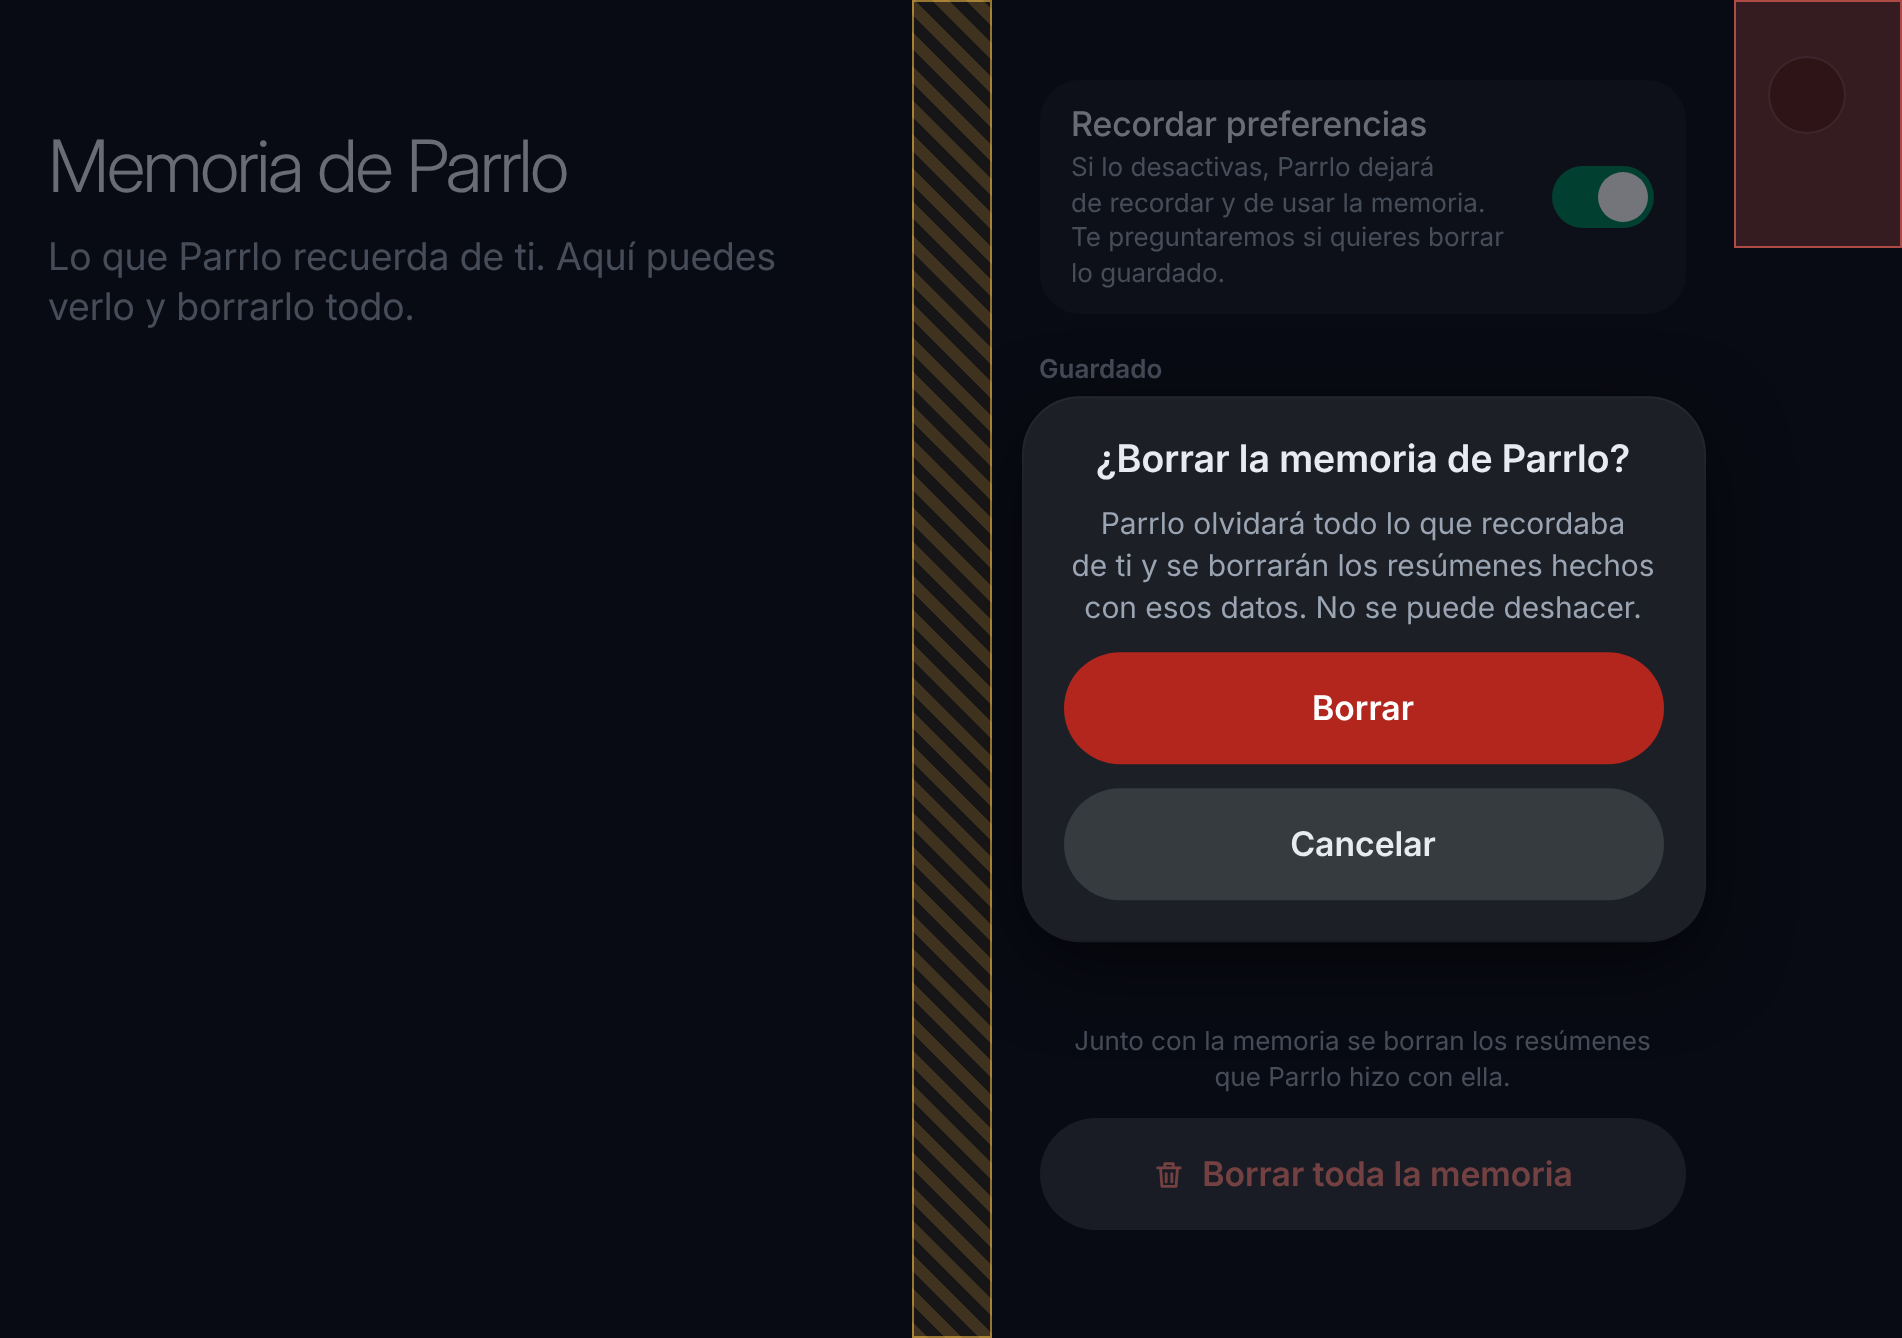 Memoria de Parrlo
Lo que Parrlo recuerda de ti. Aquí puedes
verlo y borrarlo todo.
Recordar preferencias
Si lo desactivas, Parrlo dejará
de recordar y de usar la memoria.
Te preguntaremos si quieres borrar
lo guardado.
Guardado
¿Borrar la memoria de Parrlo?
Parrlo olvidará todo lo que recordaba
de ti y se borrarán los resúmenes hechos
con esos datos. No se puede deshacer.
Borrar
Cancelar
Junto con la memoria se borran los resúmenes
que Parrlo hizo con ella.
Borrar toda la memoria